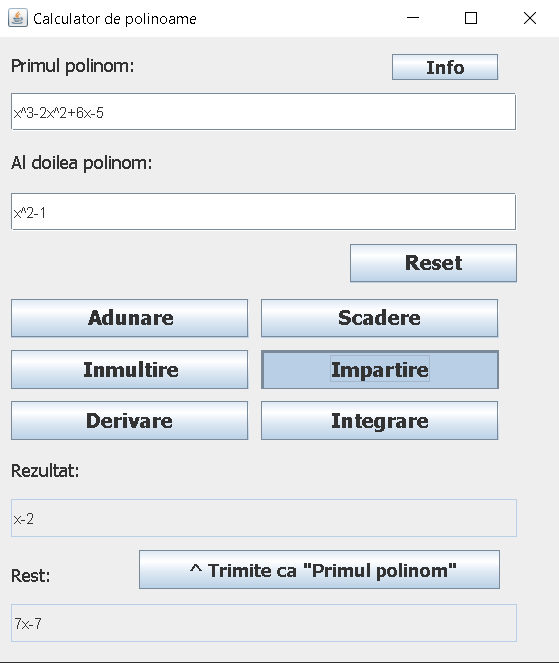 Calculator de polinoame
Primul polinom:
Info
x^3-2x^2+6x-5
Al doilea polinom:
x^2-1
Reset
Adunare
Scadere
Inmultire
Impartire
Derivare
Integrare
Rezultat:
x-2
Rest:
^ Trimite ca "Primul polinom"
7x-7